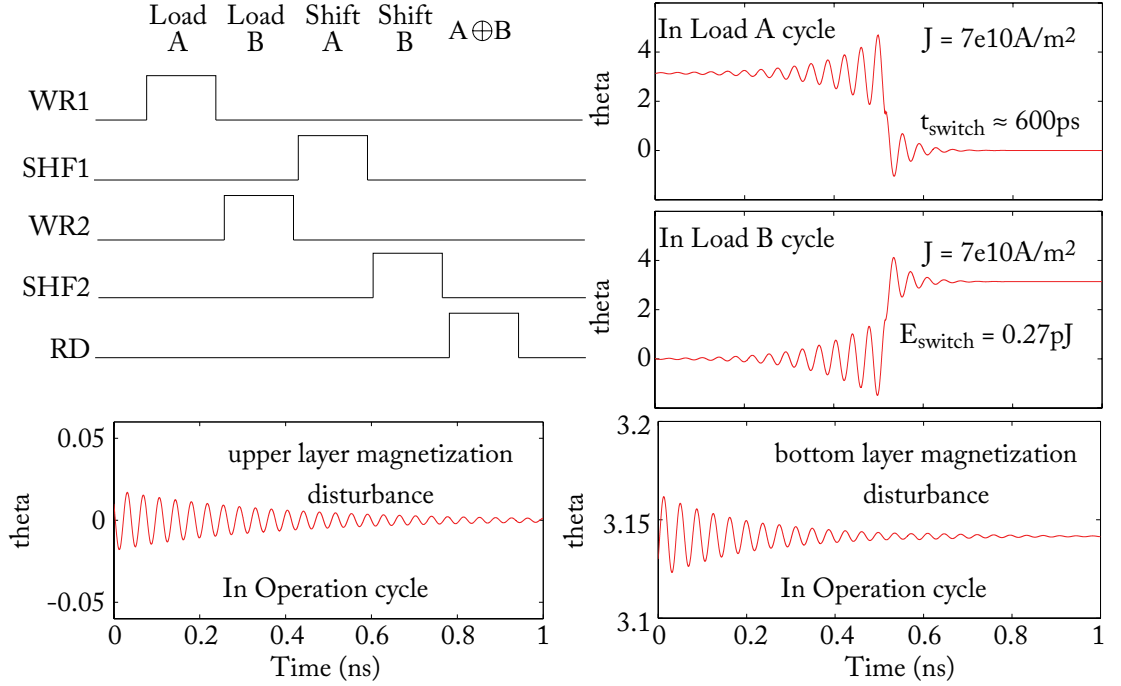 Load Load Shift Shift
A B A B A⊕B
WR1
SHF1
WR2
SHF2
RD
In Load A cycle
J = 7e10A/m²
t_switch ≈ 600ps
theta
4
2
0
In Load B cycle
J = 7e10A/m²
E_switch = 0.27pJ
theta
4
2
0
upper layer magnetization
disturbance
In Operation cycle
theta
0.05
0
-0.05
0 0.2 0.4 0.6 0.8 1
Time (ns)
bottom layer magnetization
disturbance
In Operation cycle
theta
3.2
3.15
3.1
0 0.2 0.4 0.6 0.8 1
Time (ns)